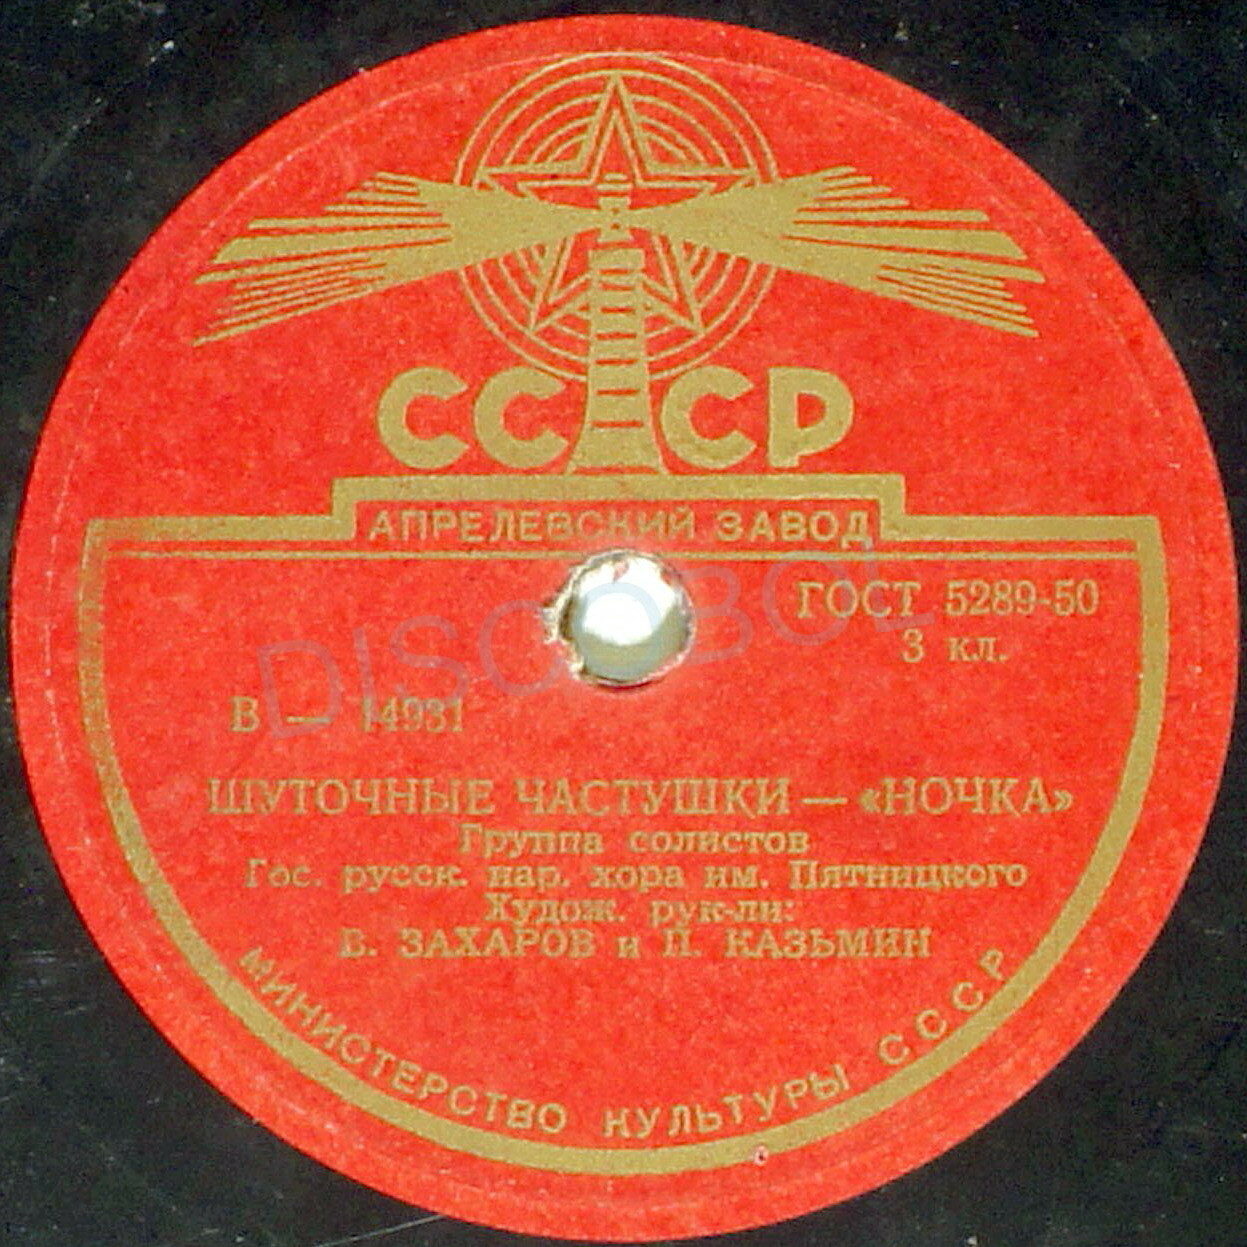 СССР
АПРЕЛЕВСКИЙ ЗАВОД
ГОСТ 5289-50
3 кл.
В — 14931
ШУТОЧНЫЕ ЧАСТУШКИ — «НОЧКА»
Группа солистов
Гос. русск. нар. хора им. Пятницкого
Худож. рук-ли:
В. ЗАХАРОВ и П. КАЗЬМИН
МИНИСТЕРСТВО КУЛЬТУРЫ СССР
DISCOBOL